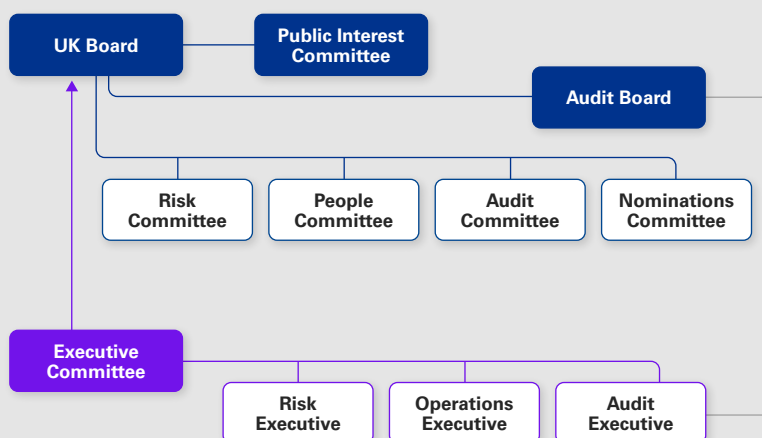 UK Board
Public Interest
Committee
Audit Board
Risk
Committee
People
Committee
Audit
Committee
Nominations
Committee
Executive
Committee
Risk
Executive
Operations
Executive
Audit
Executive